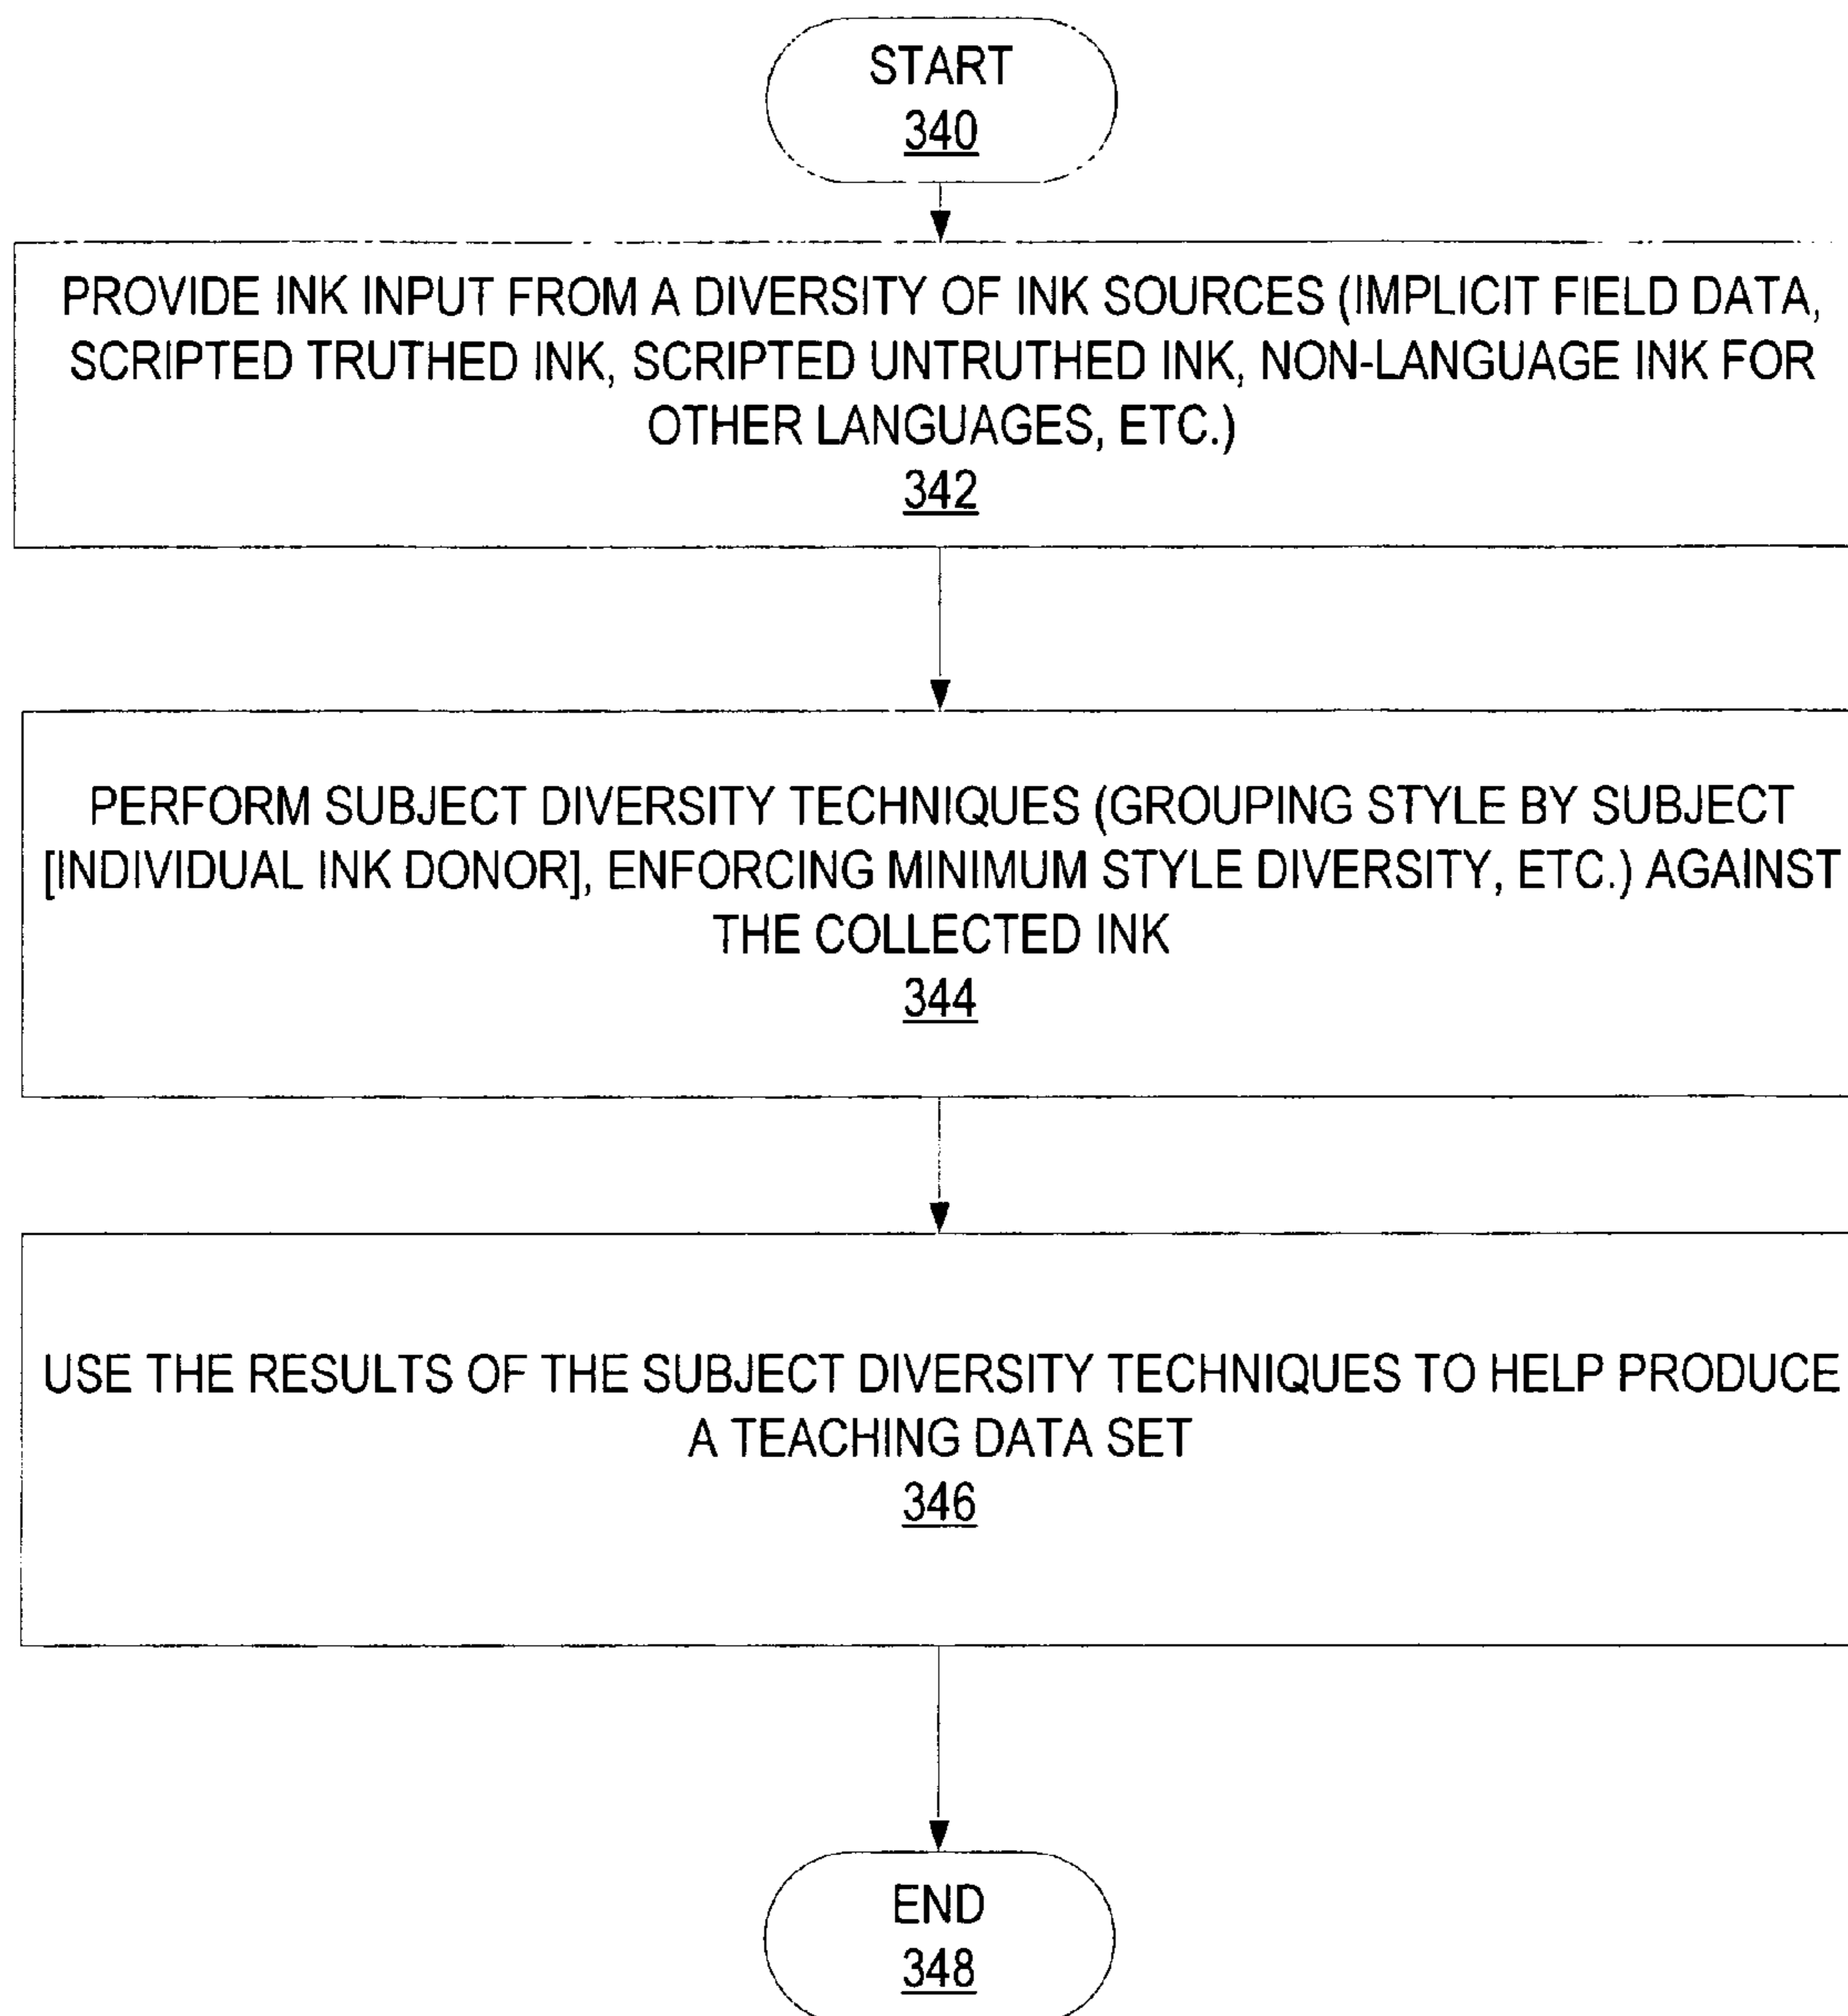 START
340
PROVIDE INK INPUT FROM A DIVERSITY OF INK SOURCES (IMPLICIT FIELD DATA,
SCRIPTED TRUTHED INK, SCRIPTED UNTRUTHED INK, NON-LANGUAGE INK FOR
OTHER LANGUAGES, ETC.)
342
PERFORM SUBJECT DIVERSITY TECHNIQUES (GROUPING STYLE BY SUBJECT
[INDIVIDUAL INK DONOR], ENFORCING MINIMUM STYLE DIVERSITY, ETC.) AGAINST
THE COLLECTED INK
344
USE THE RESULTS OF THE SUBJECT DIVERSITY TECHNIQUES TO HELP PRODUCE
A TEACHING DATA SET
346
END
348